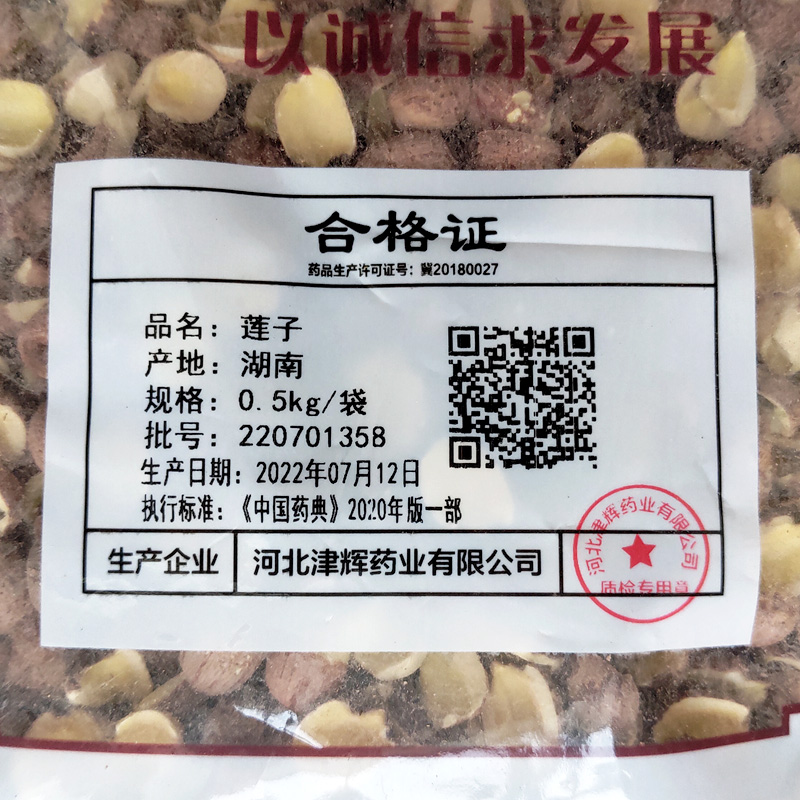 以诚信求发展
合格证
药品生产许可证号：冀20180027
品名：莲子
产地：湖南
规格：0.5kg/袋
批号：220701358
生产日期：2022年07月12日
执行标准：《中国药典》2020年版一部
生产企业 河北津辉药业有限公司
河北津辉药业有限公司
质检专用章